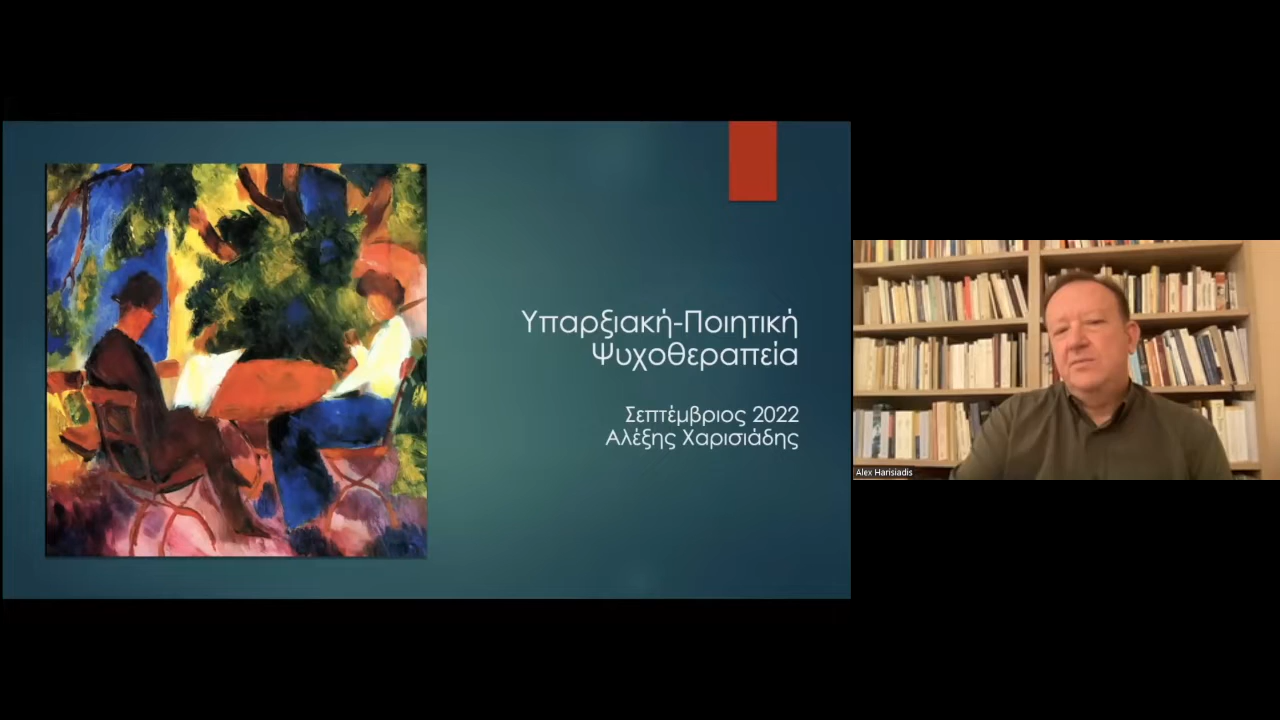 Υπαρξιακή-Ποιητική
Ψυχοθεραπεία
Σεπτέμβριος 2022
Αλέξης Χαρισιάδης
Alex Harisiadis